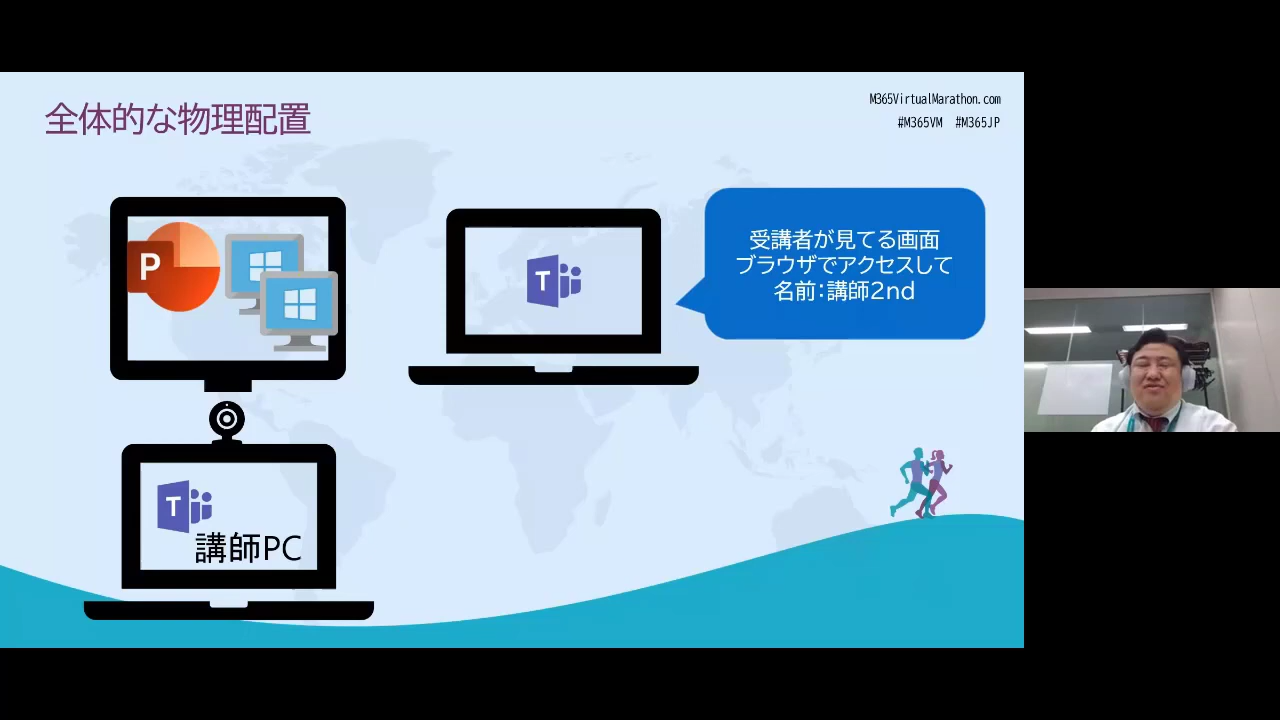 全体的な物理配置
M365VirtualMarathon.com
#M365VM #M365JP
P
T
受講者が見てる画面
ブラウザでアクセスして
名前：講師2nd
T
講師PC